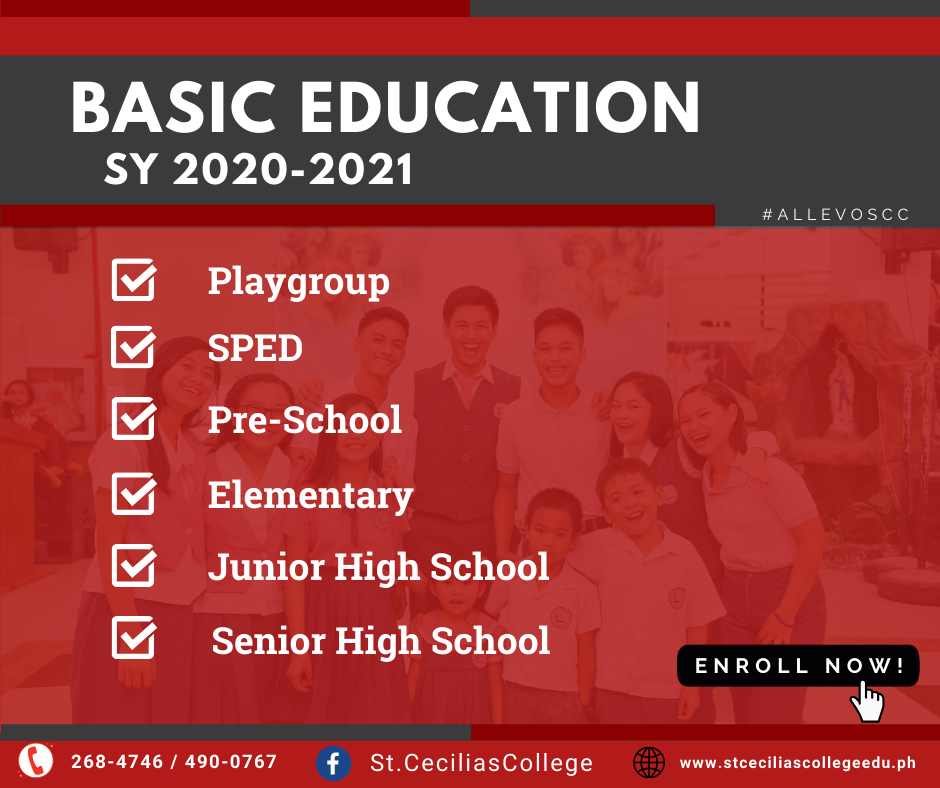 BASIC EDUCATION
SY 2020-2021
#ALLEVOSCC
Playgroup
SPED
Pre-School
Elementary
Junior High School
Senior High School
ENROLL NOW!
268-4746 / 490-0767
St.CeciliasCollege
www.stceciliascollegeedu.ph